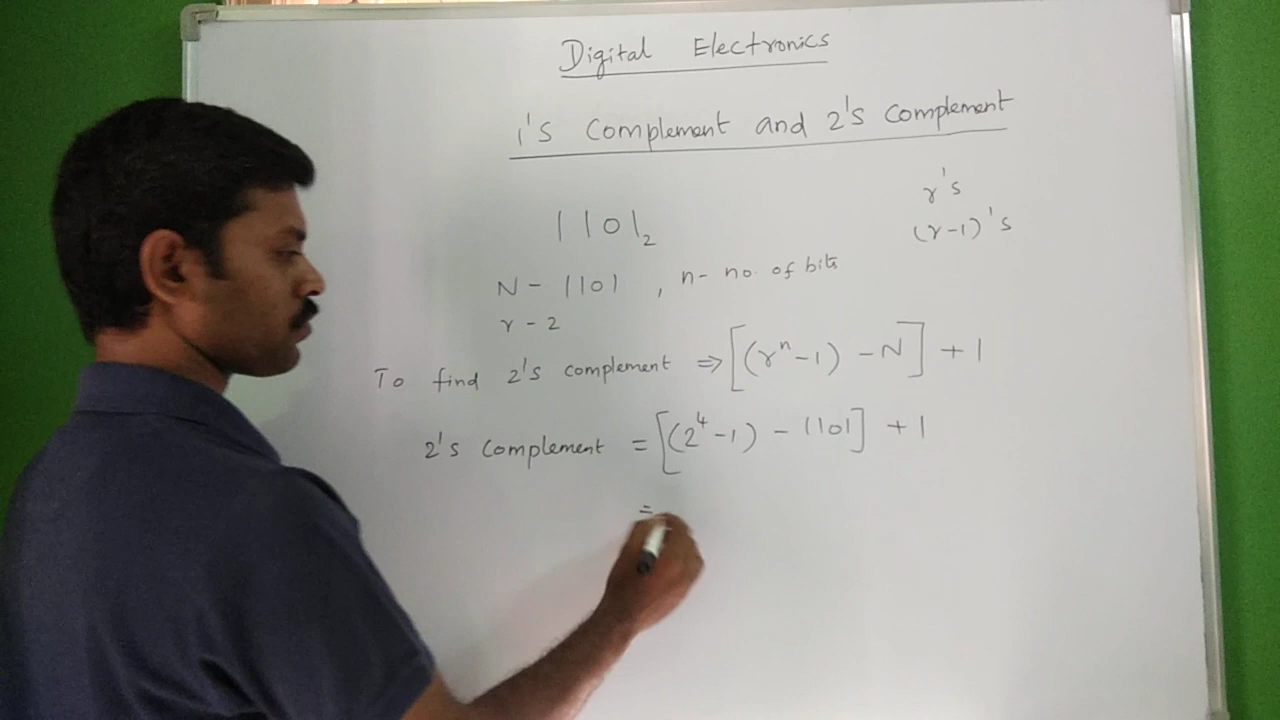 Digital Electronics
1's Complement and 2's Complement
r's
1101₂
(r-1)'s
N - 1101 , n- no. of bits
r - 2
To find 2's complement ⇒ [(rⁿ-1) -N] +1
2's complement = [(2⁴-1) - 1101] +1
=